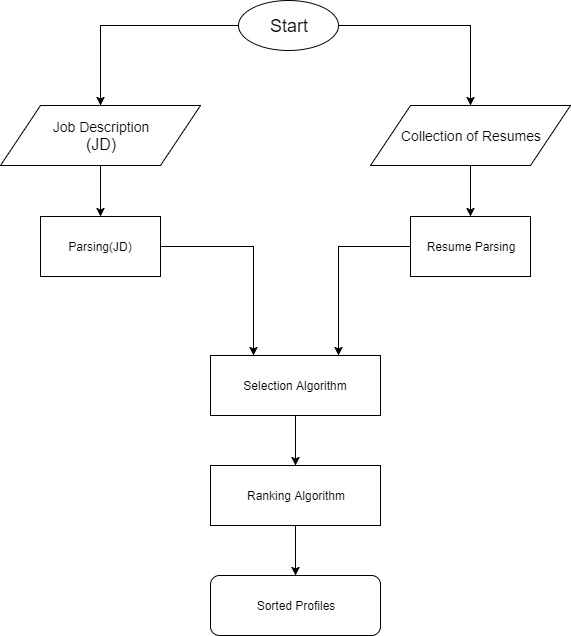 Start
Job Description
(JD)
Collection of Resumes
Parsing(JD)
Resume Parsing
Selection Algorithm
Ranking Algorithm
Sorted Profiles